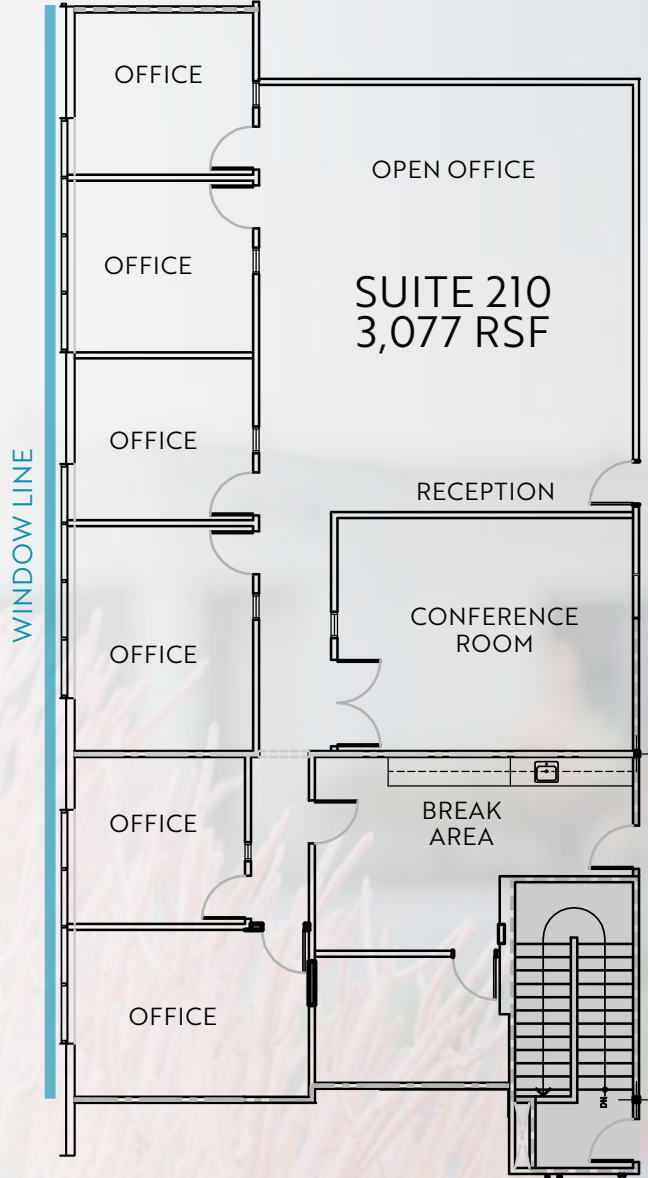 OFFICE
OPEN OFFICE
OFFICE
SUITE 210
3,077 RSF
OFFICE
WINDOW LINE
RECEPTION
CONFERENCE
ROOM
OFFICE
BREAK
AREA
OFFICE
OFFICE
DN